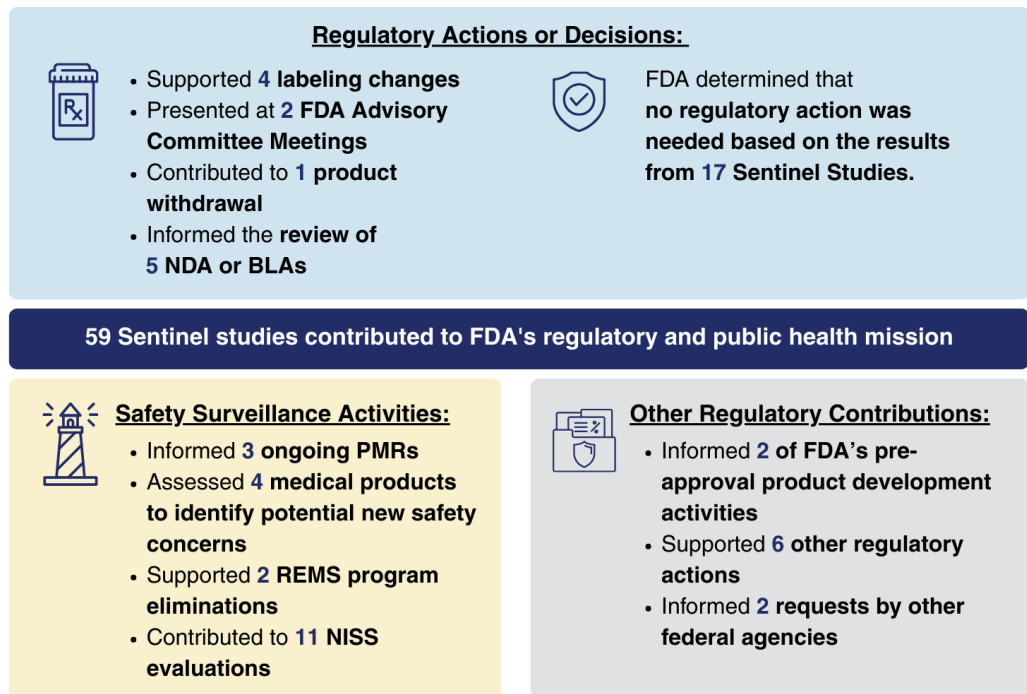 Regulatory Actions or Decisions:
Rx
• Supported 4 labeling changes
• Presented at 2 FDA Advisory
Committee Meetings
• Contributed to 1 product
withdrawal
• Informed the review of
5 NDA or BLAs
FDA determined that
no regulatory action was
needed based on the results
from 17 Sentinel Studies.
59 Sentinel studies contributed to FDA's regulatory and public health mission
Safety Surveillance Activities:
• Informed 3 ongoing PMRs
• Assessed 4 medical products
to identify potential new safety
concerns
• Supported 2 REMS program
eliminations
• Contributed to 11 NISS
evaluations
Other Regulatory Contributions:
• Informed 2 of FDA’s pre-
approval product development
activities
• Supported 6 other regulatory
actions
• Informed 2 requests by other
federal agencies